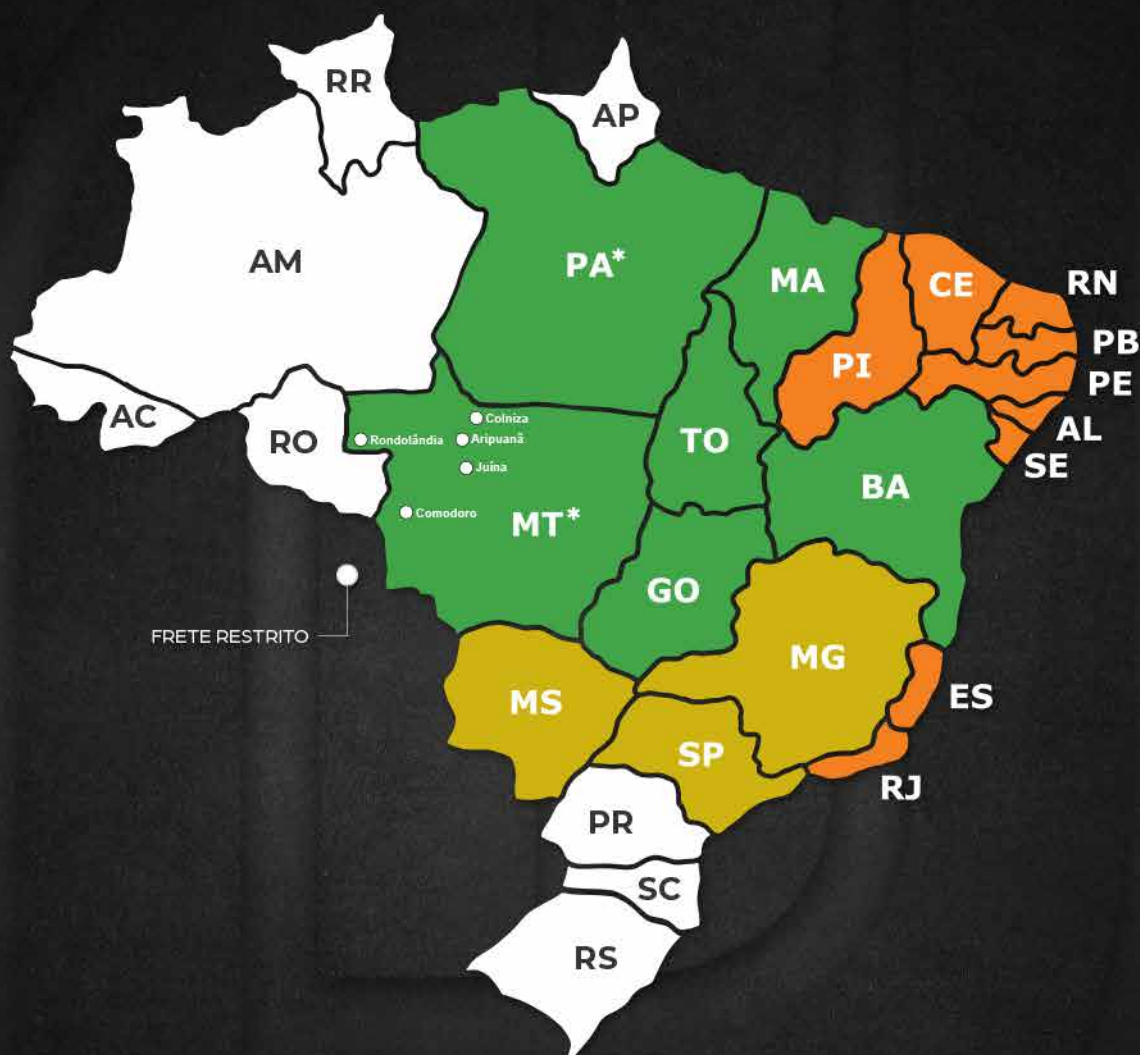 RR
AP
AM
PA*
MA
CE
RN
PI
PB
PE
AC
RO
Colniza
Rondolândia
Aripuanã
Juína
TO
AL
SE
BA
Comodoro
MT*
GO
FRETE RESTRITO
MG
MS
ES
SP
RJ
PR
SC
RS